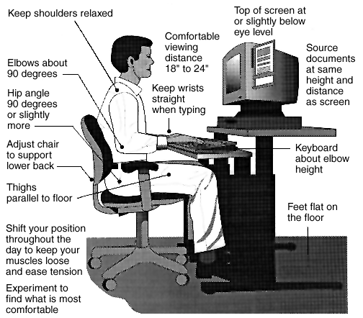 Keep shoulders relaxed
Comfortable
viewing
distance
18" to 24"
Top of screen at
or slightly below
eye level
Source
documents
at same
height and
distance
as screen
Elbows about
90 degrees
Hip angle
90 degrees
or slightly
more
Keep wrists
straight
when typing
Adjust chair
to support
lower back
Keyboard
about elbow
height
Thighs
parallel to floor
Feet flat on
the floor
Shift your position
throughout the
day to keep your
muscles loose
and ease tension
Experiment to
find what is most
comfortable